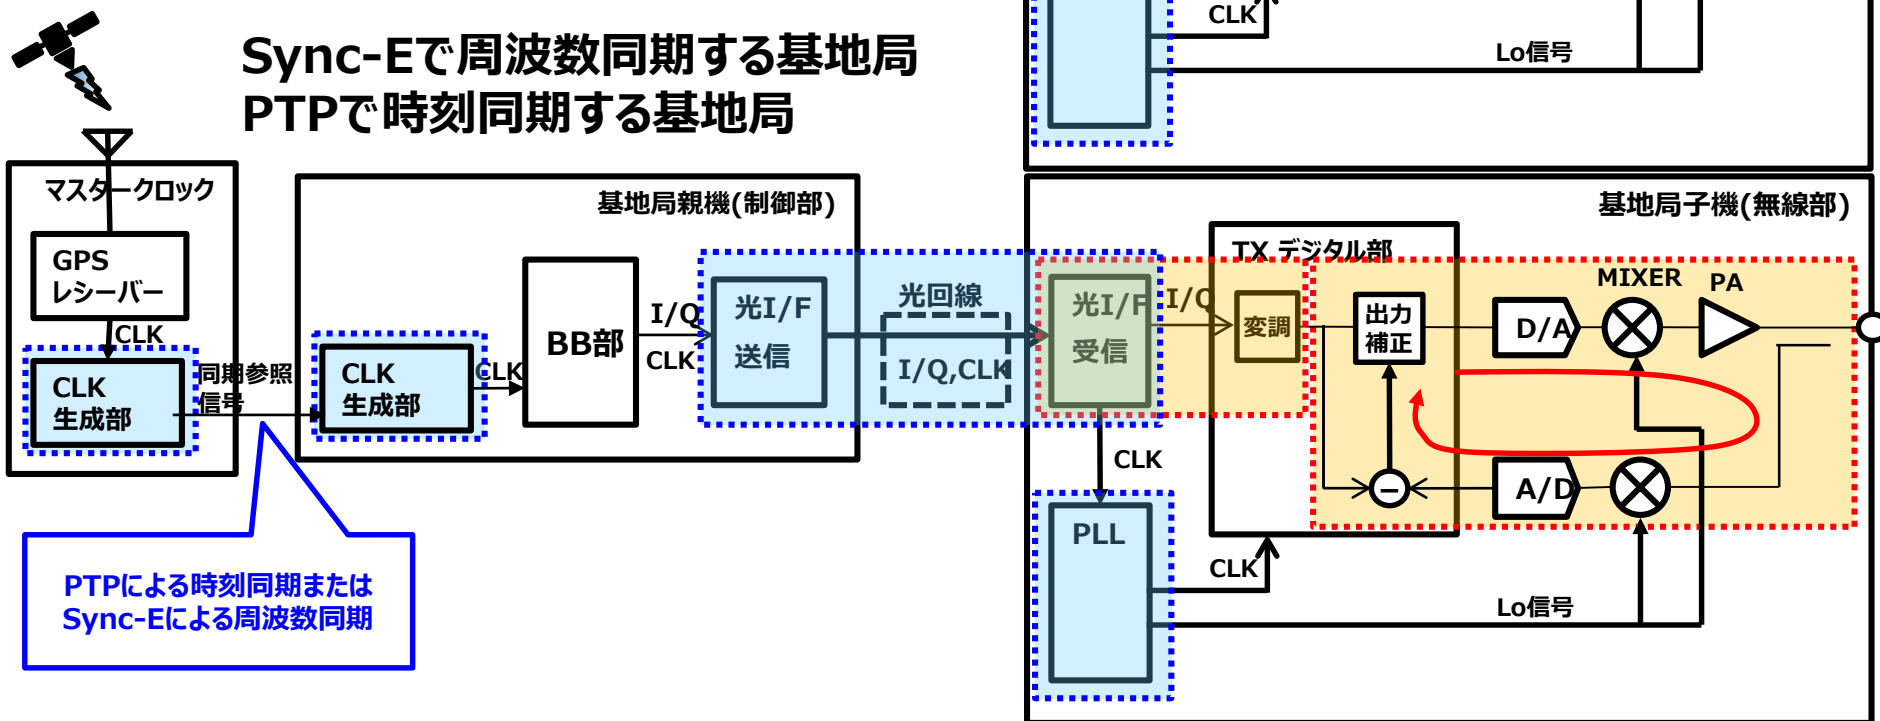 Sync-Eで周波数同期する基地局
PTPで時刻同期する基地局
CLK
Lo信号
マスタークロック
GPS
レシーバー
CLK
CLK
生成部
同期参照
信号
基地局親機(制御部)
CLK
生成部
CLK
BB部
I/Q
CLK
光I/F
送信
光回線
I/Q,CLK
基地局子機(無線部)
光I/F
受信
I/Q
TX デジタル部
変調
出力
補正
D/A
MIXER
PA
A/D
−
CLK
PLL
CLK
Lo信号
PTPによる時刻同期または
Sync-Eによる周波数同期